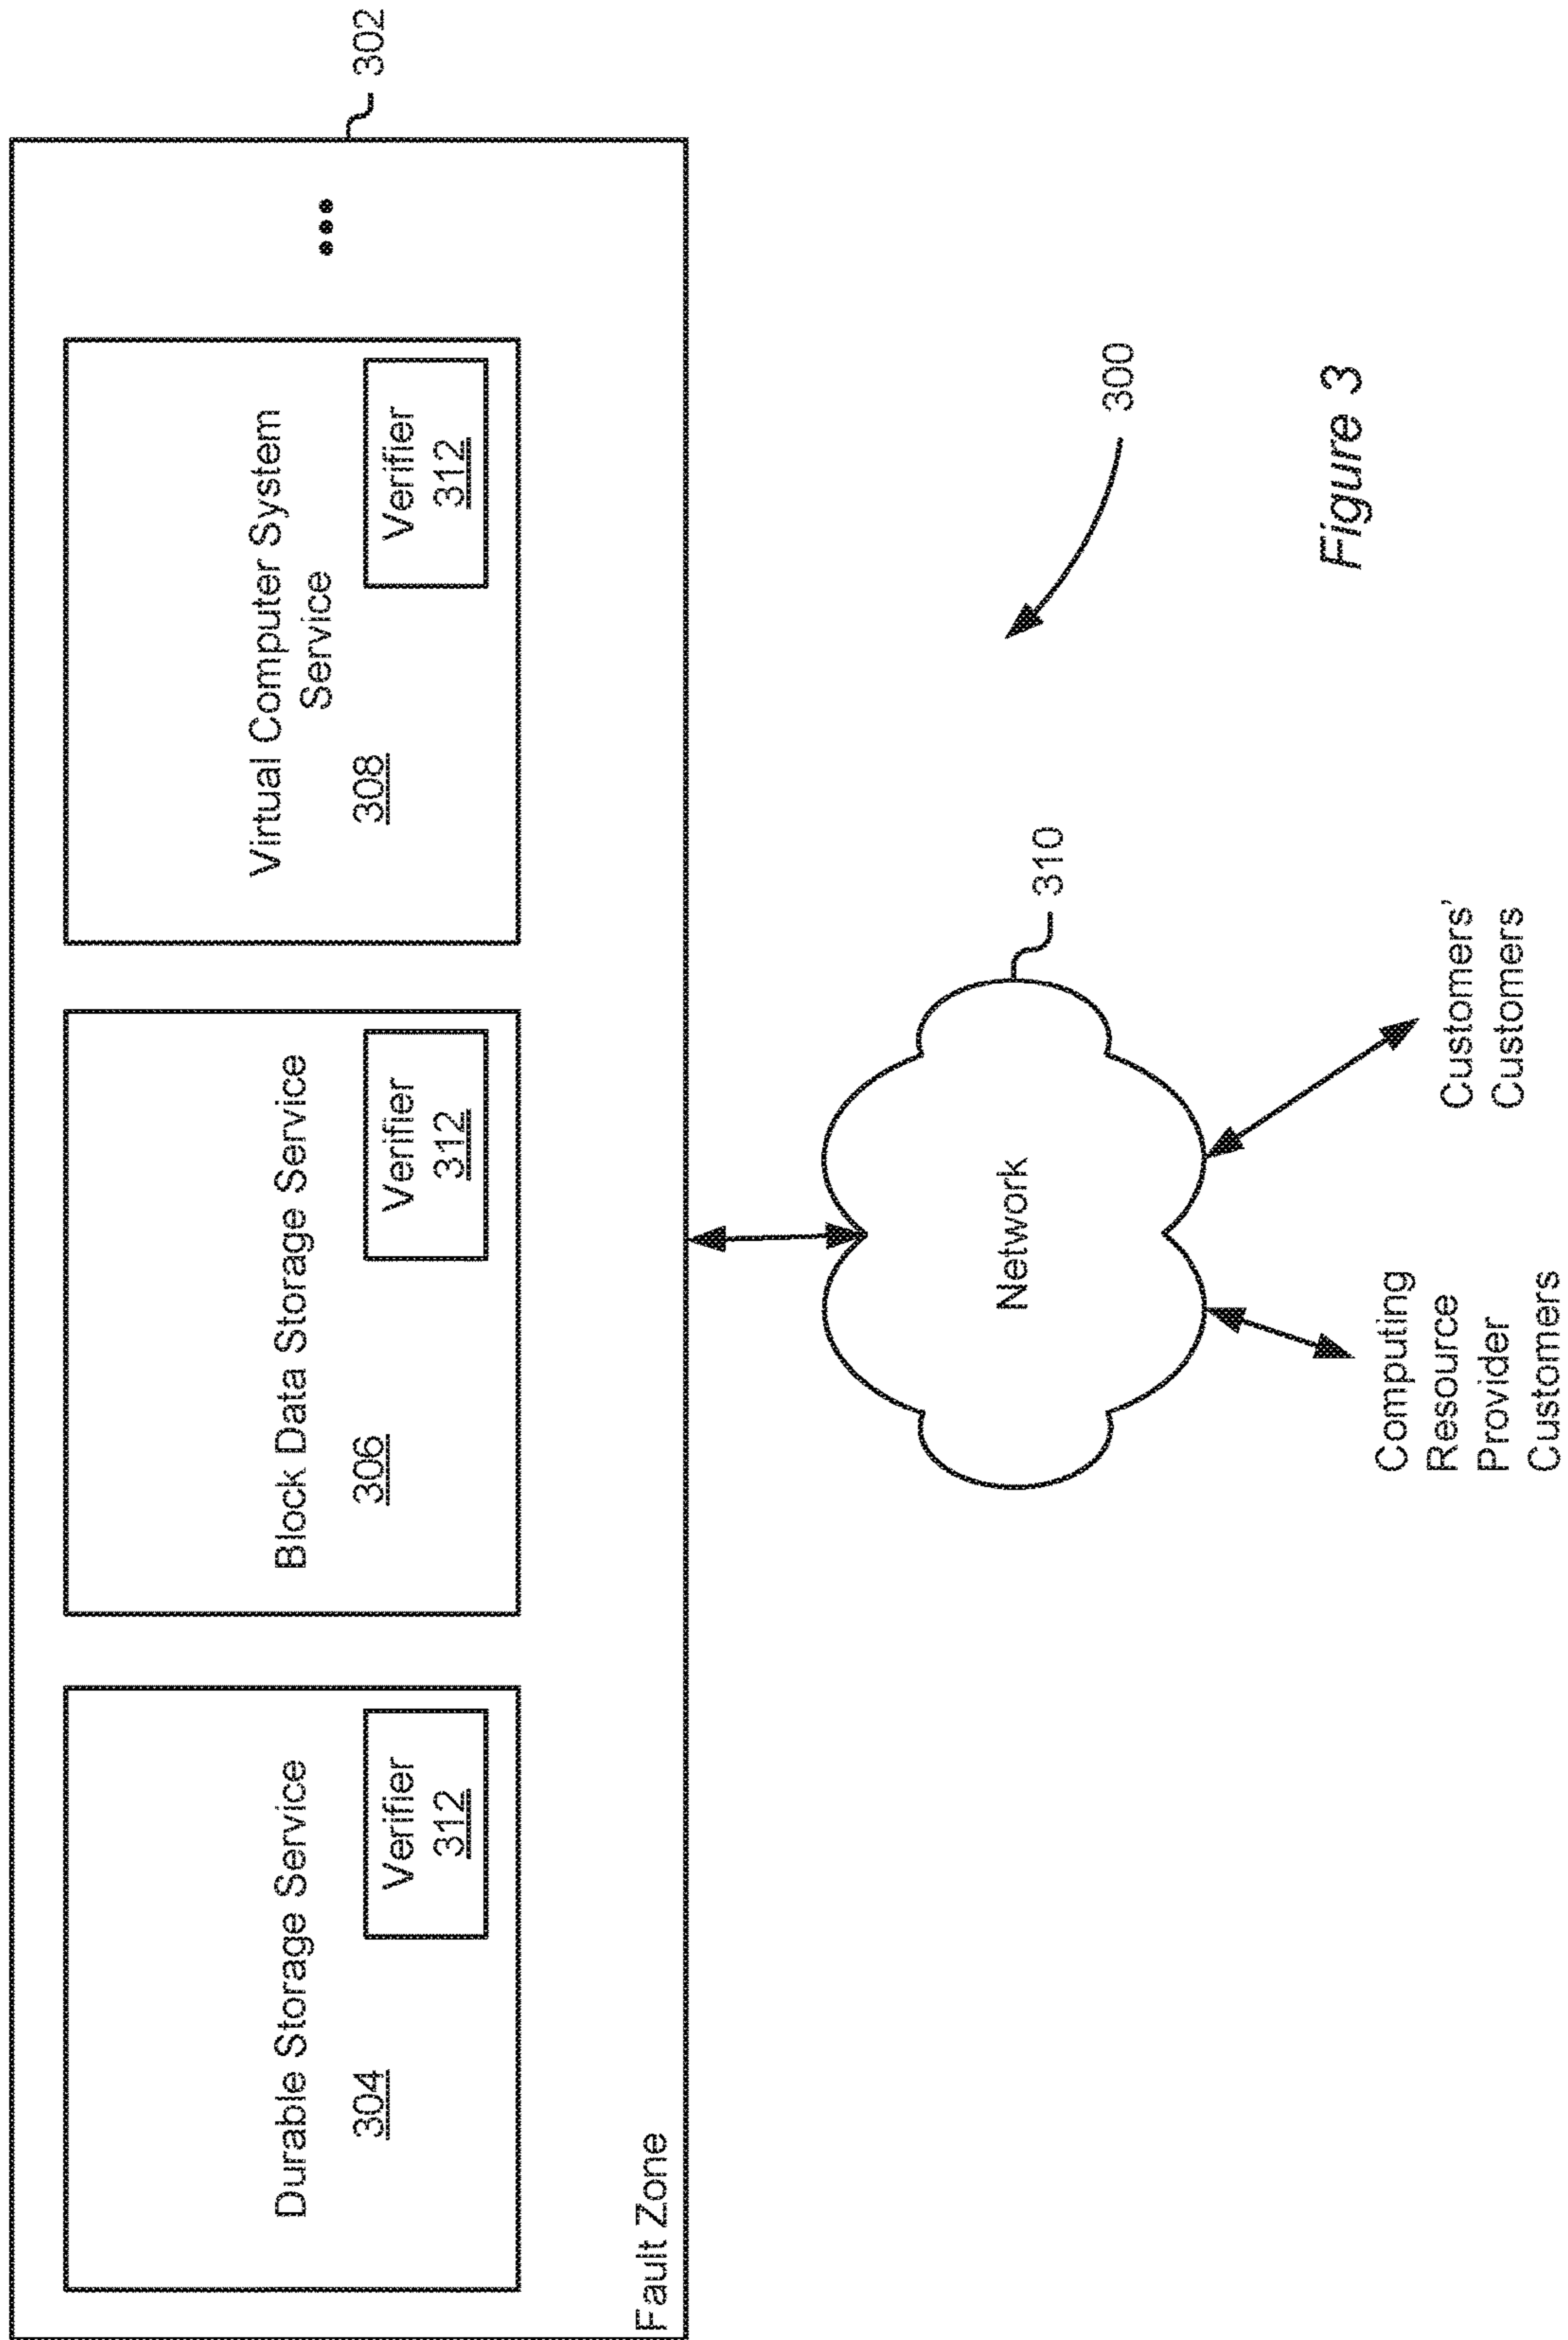 302
•••
Durable Storage Service
304
Verifier
312
Block Data Storage Service
306
Verifier
312
Virtual Computer System
Service
308
Verifier
312
Fault Zone
Network
310
300
Computing
Resource
Provider
Customers
Customers'
Customers
Figure 3